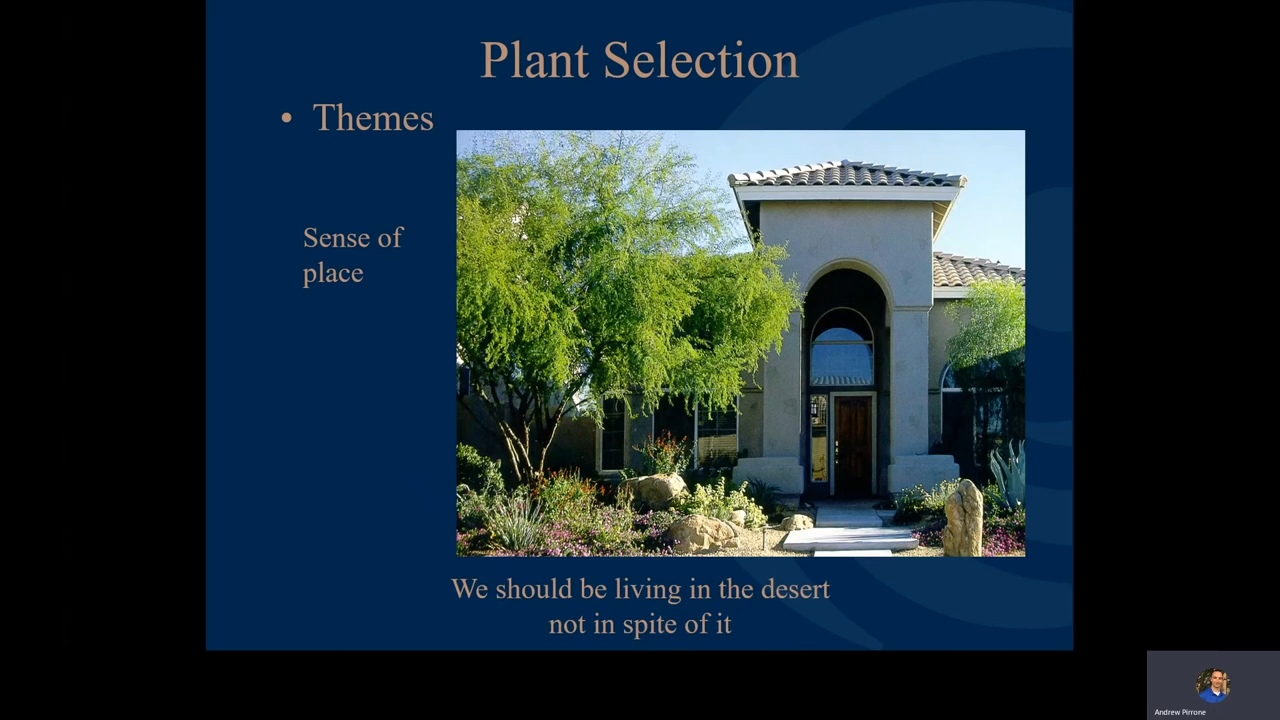 Plant Selection
• Themes
Sense of
place
We should be living in the desert
not in spite of it
Andrew Pirrone